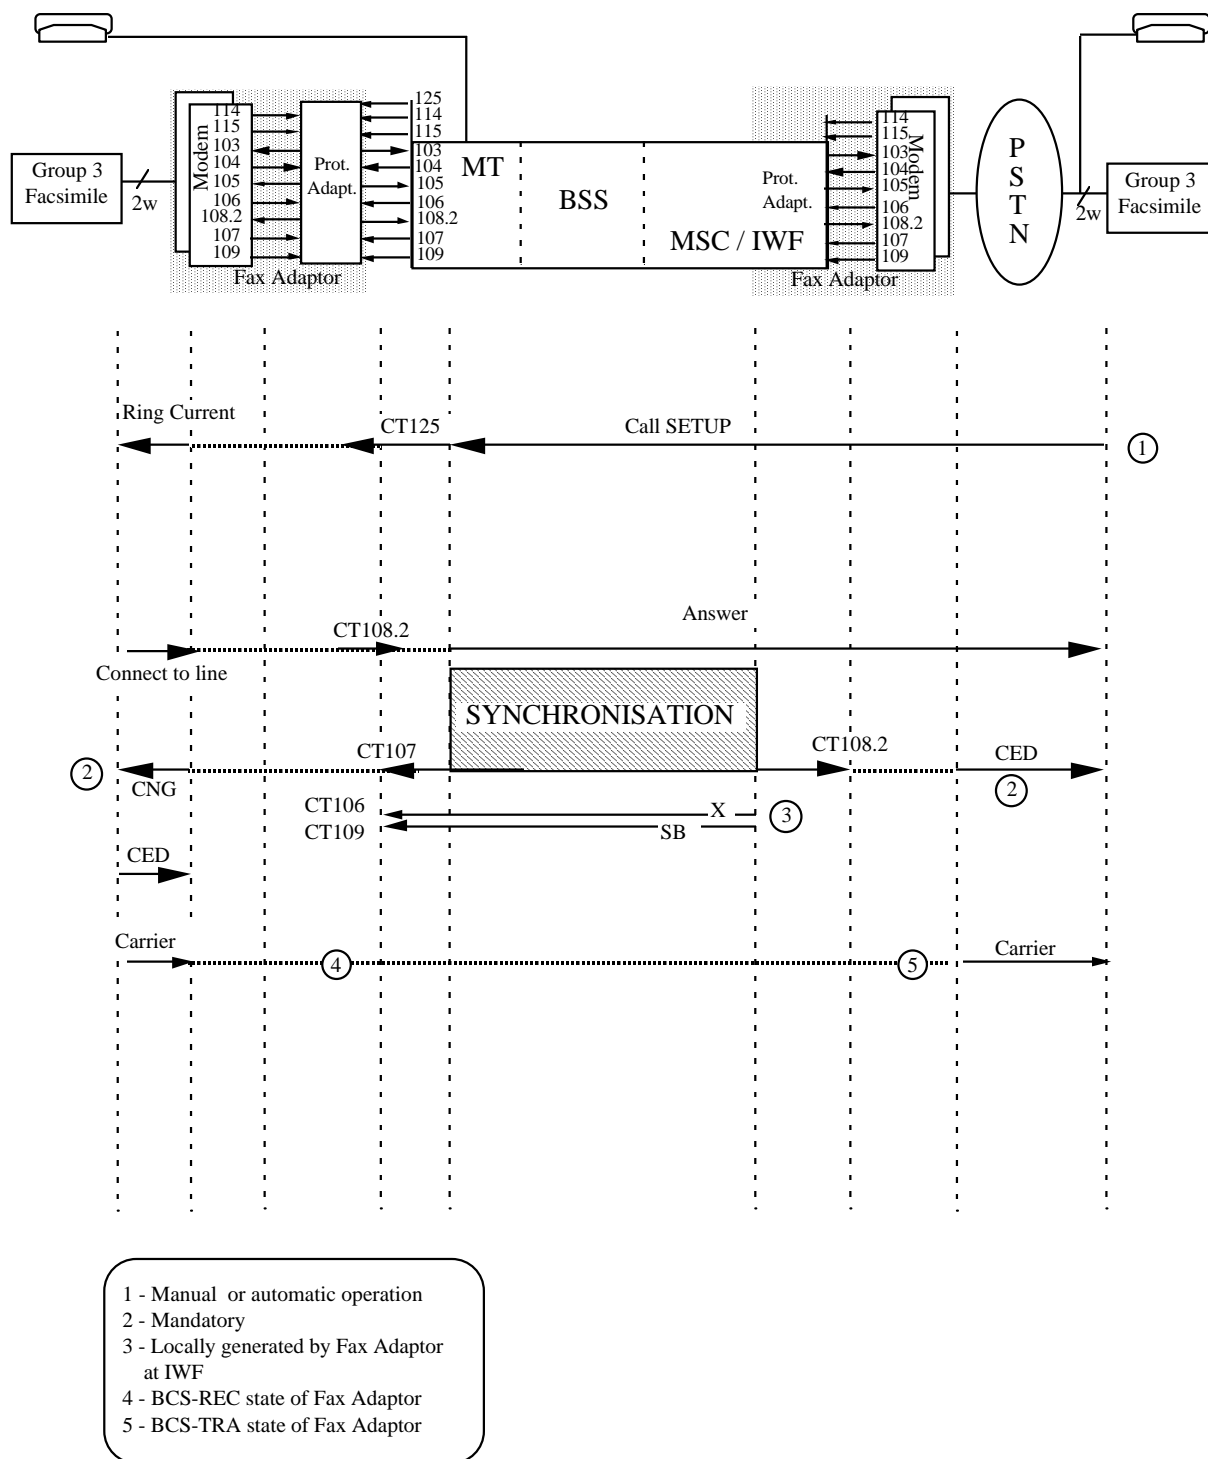 125
114
114
114
115
115
115
103
103
103
104
104
104
105
105
105
106
106
106
108.2
108.2
108.2
107
107
107
109
109
109
Group 3
Facsimile
2w
Modem
Prot.
Adapt.
MT
BSS
Prot.
Adapt.
MSC / IWF
Modem
P
S
T
N
2w
Group 3
Facsimile
Fax Adaptor
Fax Adaptor
Ring Current
CT125
Call SETUP
1
CT108.2
Answer
Connect to line
SYNCHRONISATION
CT107
CT108.2
CED
2
CNG
2
CT106
X
3
CT109
SB
CED
Carrier
4
5
Carrier
1 - Manual or automatic operation
2 - Mandatory
3 - Locally generated by Fax Adaptor
at IWF
4 - BCS-REC state of Fax Adaptor
5 - BCS-TRA state of Fax Adaptor